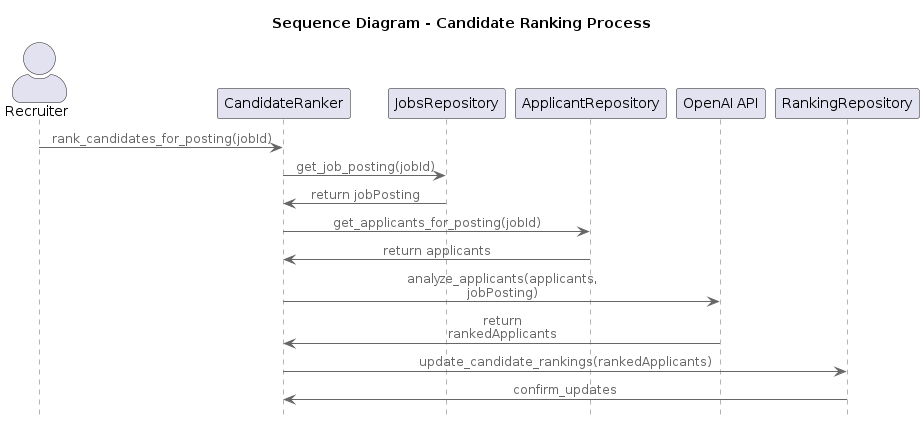 Sequence Diagram - Candidate Ranking Process
Recruiter
CandidateRanker
JobsRepository
ApplicantRepository
OpenAI API
RankingRepository
rank_candidates_for_posting(jobId)
get_job_posting(jobId)
return jobPosting
get_applicants_for_posting(jobId)
return applicants
analyze_applicants(applicants,
jobPosting)
return
rankedApplicants
update_candidate_rankings(rankedApplicants)
confirm_updates